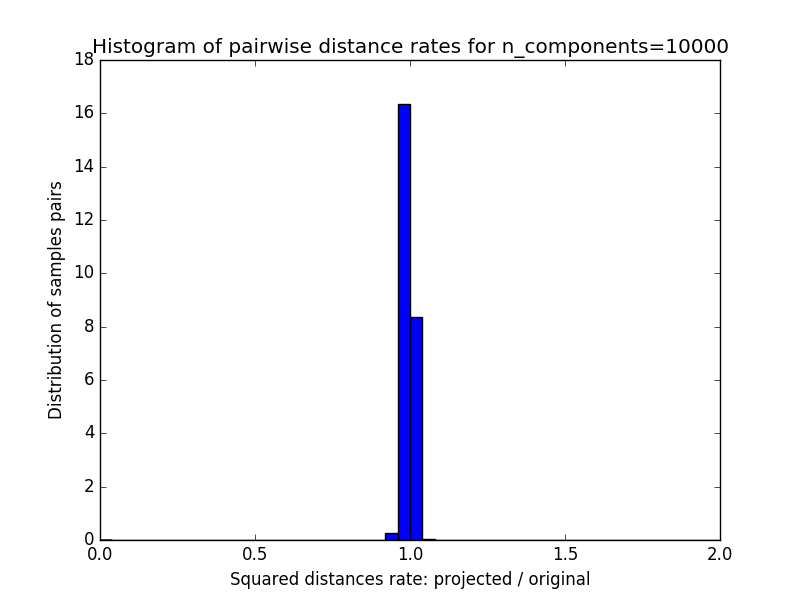 Histogram of pairwise distance rates for n_components=10000
18
16
14
12
10
8
6
4
2
0
Distribution of samples pairs
0.0 0.5 1.0 1.5 2.0
Squared distances rate: projected / original